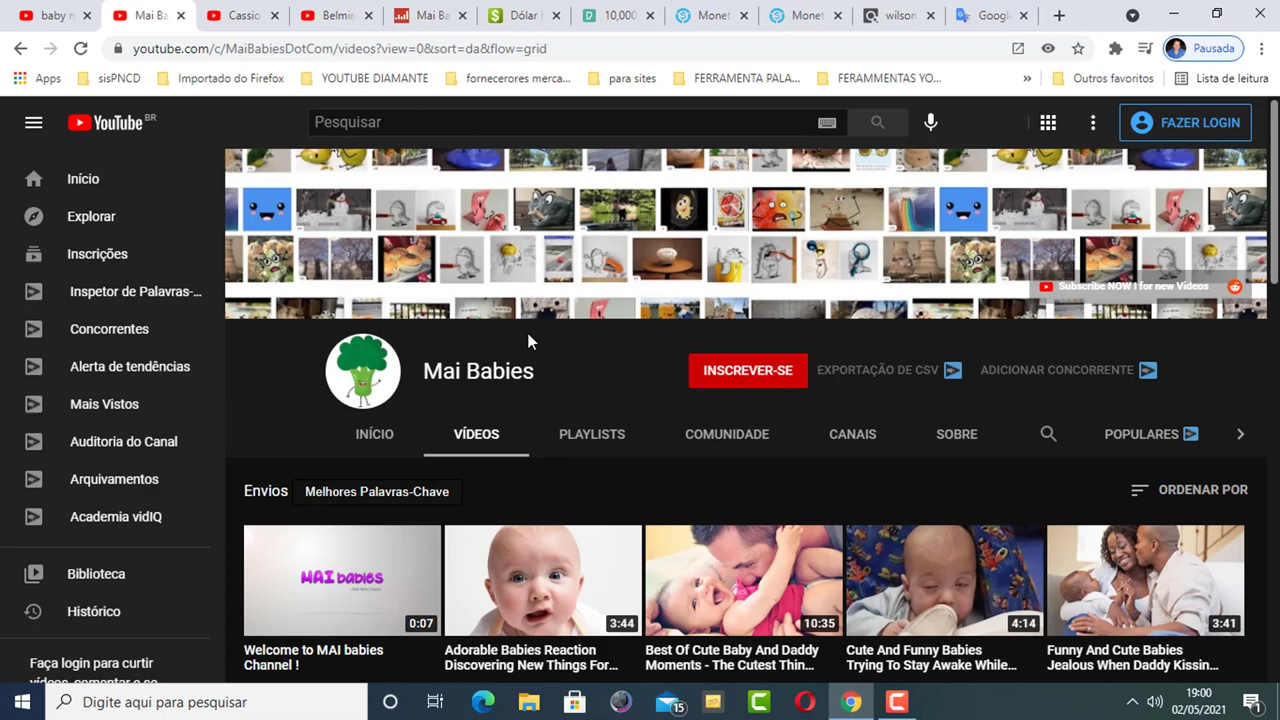 baby n
Mai Ba
Cassio
Belmin
Mai Ba
Dólar
10,000
Monet
Monet
wilson
Google
youtube.com/c/MaiBabiesDotCom/videos?view=0&sort=da&flow=grid
Pausada
Apps
sisPNCD
Importado do Firefox
YOUTUBE DIAMANTE
fornecerores merca...
para sites
FERRAMENTA PALA...
FERAMMENTAS YO...
»
Outros favoritos
Lista de leitura
YouTube BR
Pesquisar
FAZER LOGIN
Início
Explorar
Inscrições
Inspetor de Palavras-...
Concorrentes
Alerta de tendências
Mais Vistos
Auditoria do Canal
Arquivamentos
Academia vidIQ
Biblioteca
Histórico
Faça login para curtir
vídeos, comentar e se
Subscribe NOW ! for new Videos
Mai Babies
INSCREVER-SE
EXPORTAÇÃO DE CSV
ADICIONAR CONCORRENTE
INÍCIO
VÍDEOS
PLAYLISTS
COMUNIDADE
CANAIS
SOBRE
POPULARES
Envios
Melhores Palavras-Chave
ORDENAR POR
MAI babies
0:07
3:44
10:35
4:14
3:41
Welcome to MAI babies
Channel !
Adorable Babies Reaction
Discovering New Things For...
Best Of Cute Baby And Daddy
Moments - The Cutest Thin...
Cute And Funny Babies
Trying To Stay Awake While...
Funny And Cute Babies
Jealous When Daddy Kissin...
Digite aqui para pesquisar
15
19:00
02/05/2021
1